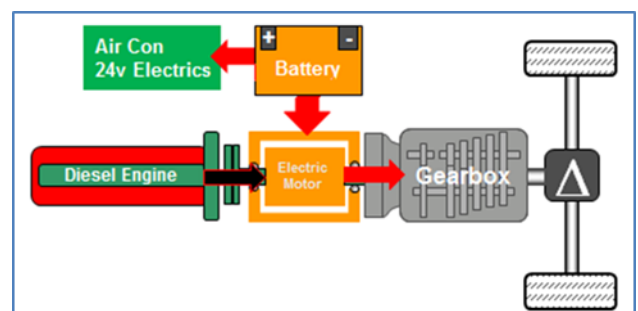 Air Con
24v Electrics
+ -
Battery
Diesel Engine
Electric
Motor
Gearbox
Δ